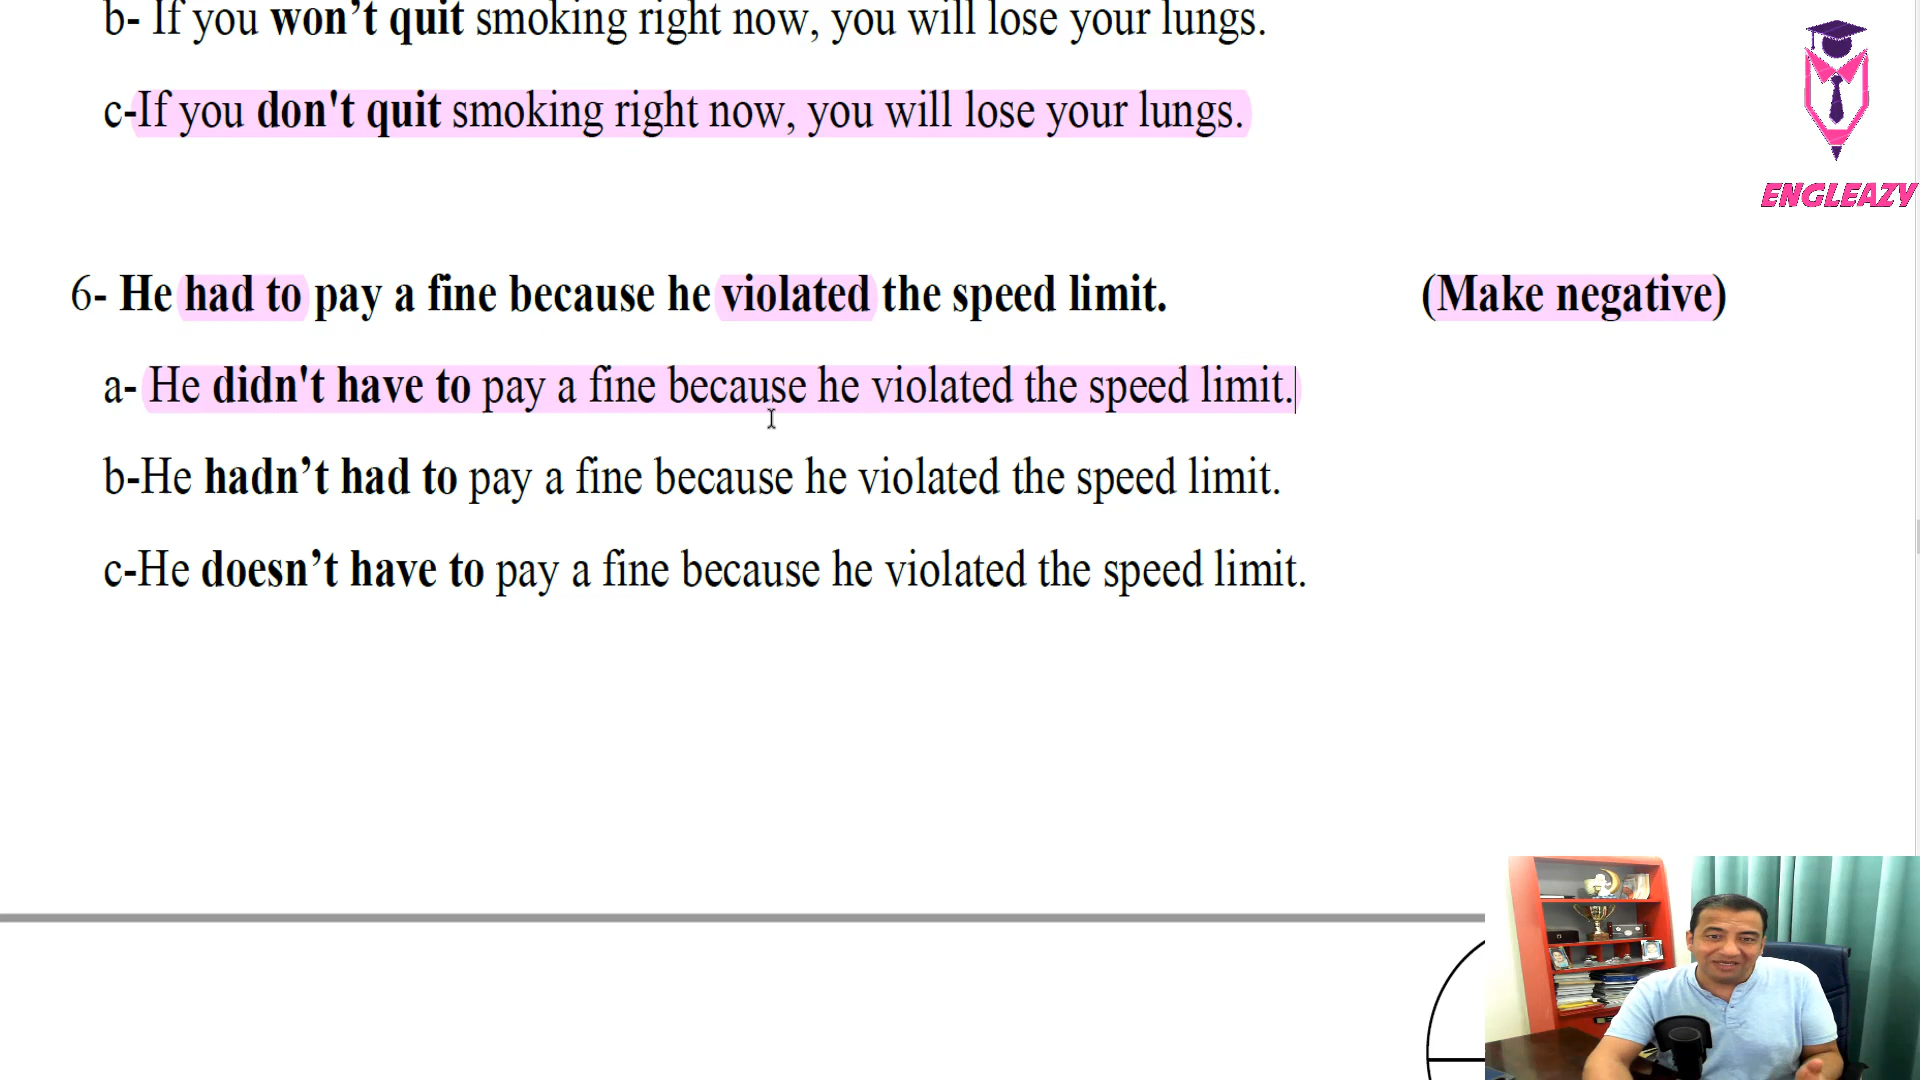 b- If you won’t quit smoking right now, you will lose your lungs.
c-If you don't quit smoking right now, you will lose your lungs.
ENGLEAZY
6- He had to pay a fine because he violated the speed limit. (Make negative)
a- He didn't have to pay a fine because he violated the speed limit.
b-He hadn’t had to pay a fine because he violated the speed limit.
c-He doesn’t have to pay a fine because he violated the speed limit.